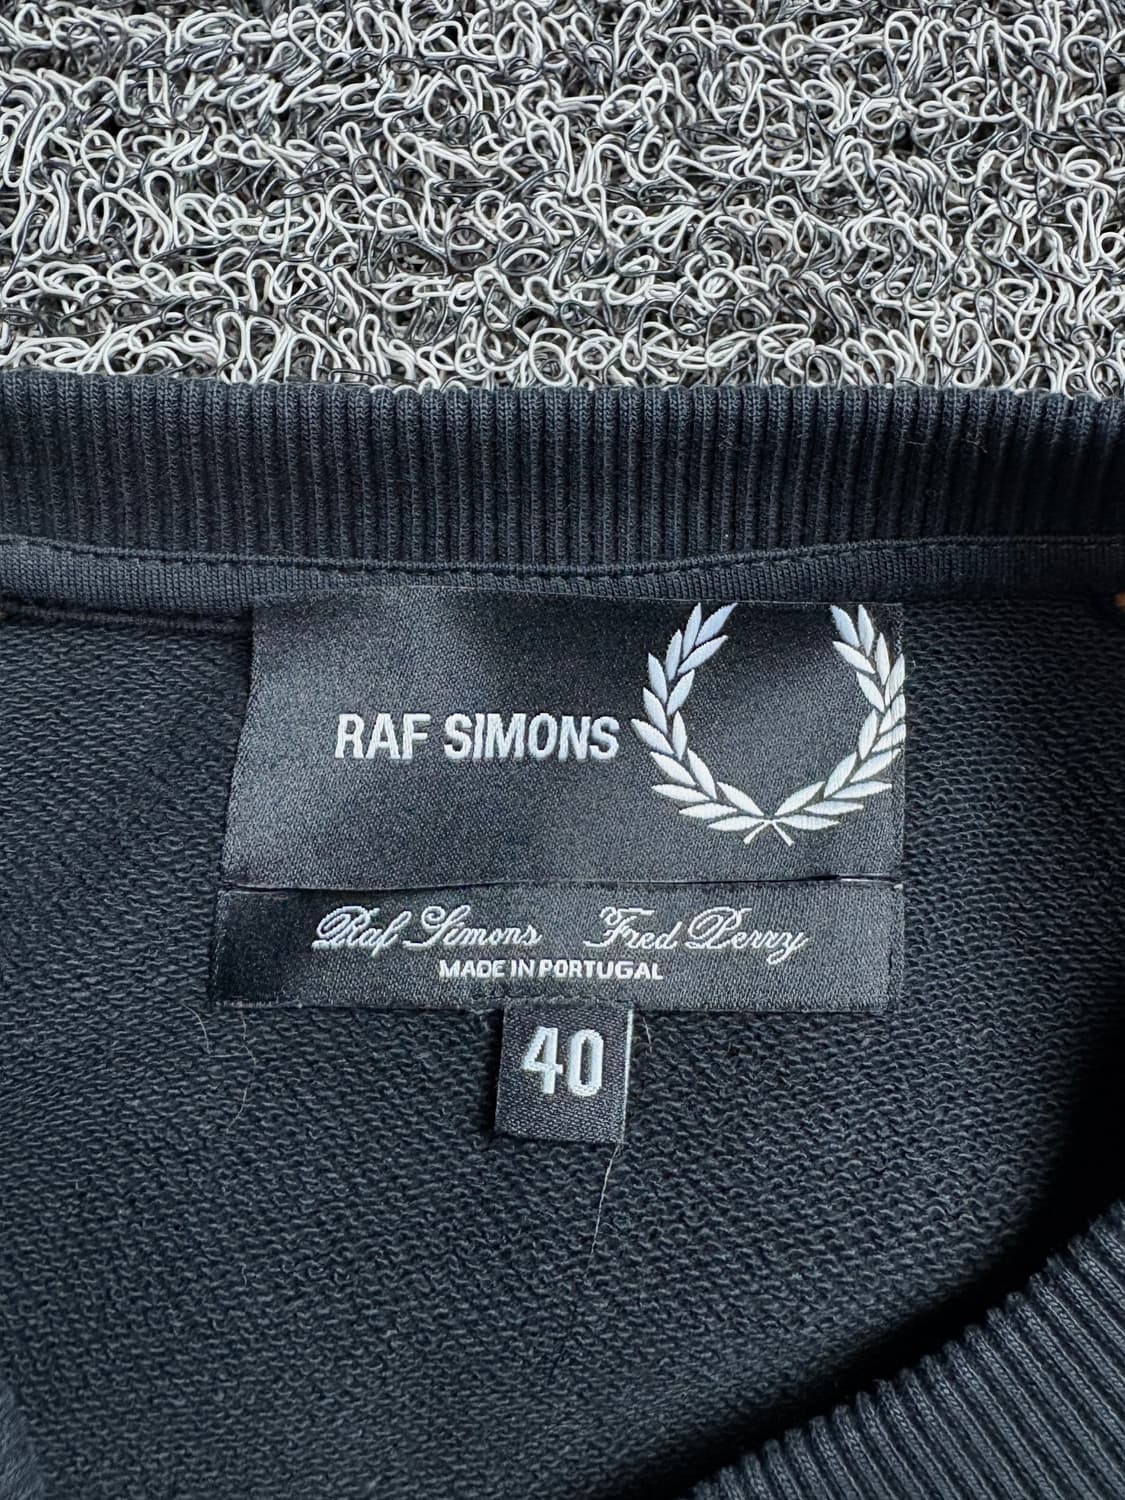 RAF SIMONS
Raf Simons Fred Perry
MADE IN PORTUGAL
40